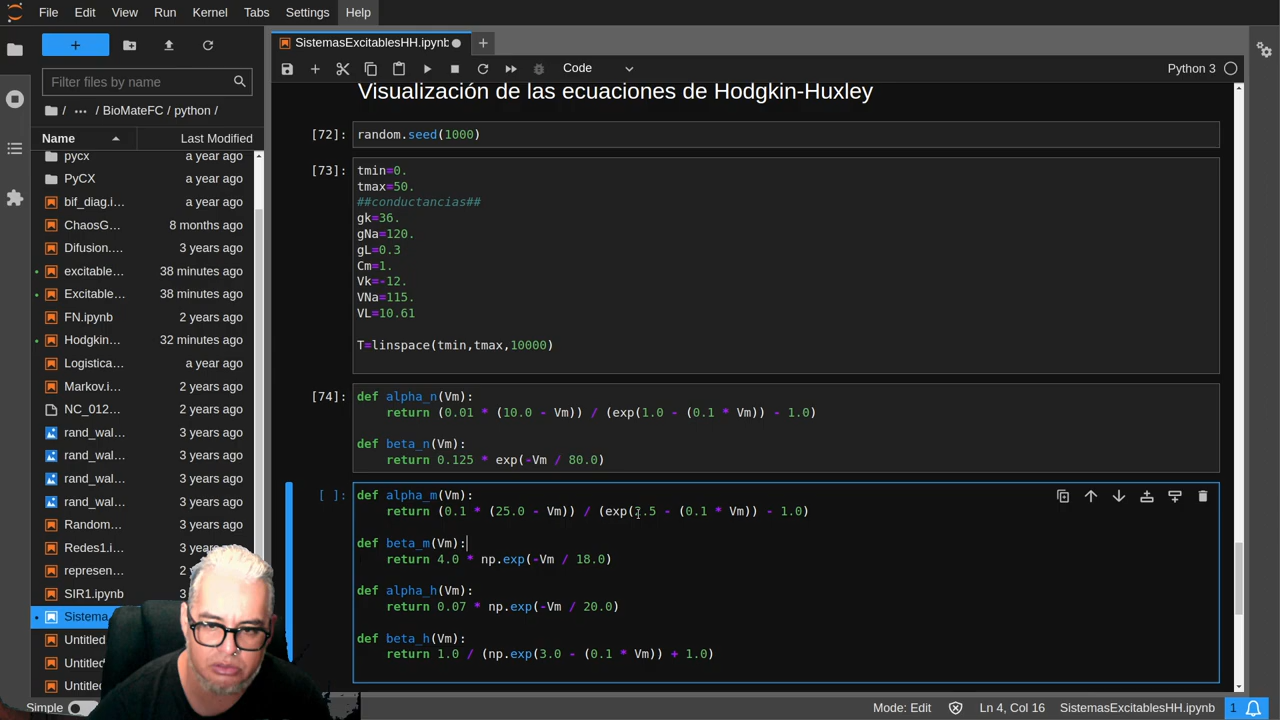 File Edit View Run Kernel Tabs Settings Help
SistemasExcitablesHH.ipynb
Filter files by name
Code
Python 3
/ ... / BioMateFC / python /
Name Last Modified
pycx a year ago
PyCX a year ago
bif_diag.i... a year ago
ChaosG... 8 months ago
Difusion.... 3 years ago
excitable... 38 minutes ago
Excitable... 38 minutes ago
FN.ipynb 2 years ago
Hodgkin... 32 minutes ago
Logistica... a year ago
Markov.i... 2 years ago
NC_012... 2 years ago
rand_wal... 3 years ago
rand_wal... 3 years ago
rand_wal... 3 years ago
rand_wal... 3 years ago
Random... 3 years ago
Redes1.i... 3 years ago
represen... 2
SIR1.ipynb 3
Sistema
Untitled
Untitled
Untitled
Visualización de las ecuaciones de Hodgkin-Huxley
[72]: random.seed(1000)
[73]: tmin=0.
tmax=50.
##conductancias##
gk=36.
gNa=120.
gL=0.3
Cm=1.
Vk=-12.
VNa=115.
VL=10.61
T=linspace(tmin,tmax,10000)
[74]: def alpha_n(Vm):
return (0.01 * (10.0 - Vm)) / (exp(1.0 - (0.1 * Vm)) - 1.0)
def beta_n(Vm):
return 0.125 * exp(-Vm / 80.0)
[ ]: def alpha_m(Vm):
return (0.1 * (25.0 - Vm)) / (exp(2.5 - (0.1 * Vm)) - 1.0)
def beta_m(Vm):
return 4.0 * np.exp(-Vm / 18.0)
def alpha_h(Vm):
return 0.07 * np.exp(-Vm / 20.0)
def beta_h(Vm):
return 1.0 / (np.exp(3.0 - (0.1 * Vm)) + 1.0)
Simple
Mode: Edit
Ln 4, Col 16
SistemasExcitablesHH.ipynb
1